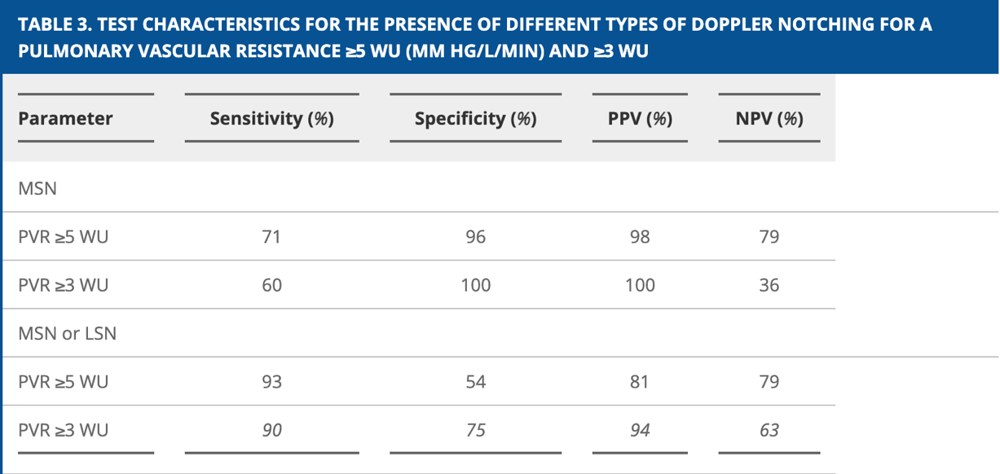 TABLE 3. TEST CHARACTERISTICS FOR THE PRESENCE OF DIFFERENT TYPES OF DOPPLER NOTCHING FOR A
PULMONARY VASCULAR RESISTANCE ≥5 WU (MM HG/L/MIN) AND ≥3 WU
Parameter Sensitivity (%) Specificity (%) PPV (%) NPV (%)
MSN
PVR ≥5 WU 71 96 98 79
PVR ≥3 WU 60 100 100 36
MSN or LSN
PVR ≥5 WU 93 54 81 79
PVR ≥3 WU 90 75 94 63